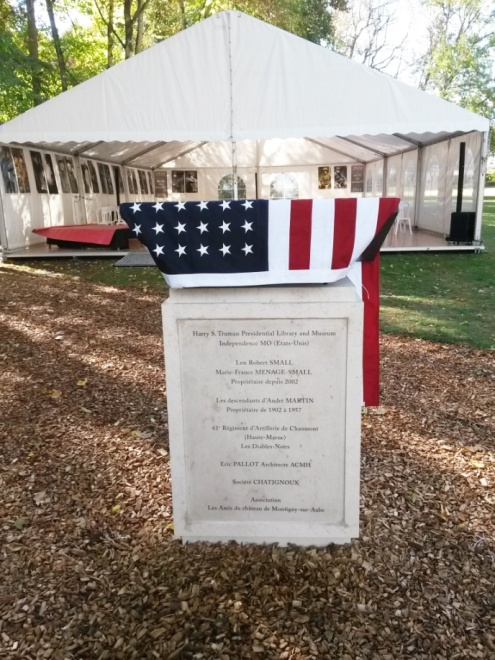 Harry S. Truman Presidential Library and Museum
Independence MO (Etats-Unis)
Lon Robert SMALL
Marie-France MENAGE-SMALL
Propriétaire depuis 2002
Les descendants d'André MARTIN
Propriétaire de 1902 à 1957
61e Régiment d'Artillerie de Chaumont
(Haute-Marne)
Les Diables-Noirs
Eric PALLOT Architecte ACMH
Société CHATIGNOUX
Association
Les Amis du château de Montigny-sur-Aube